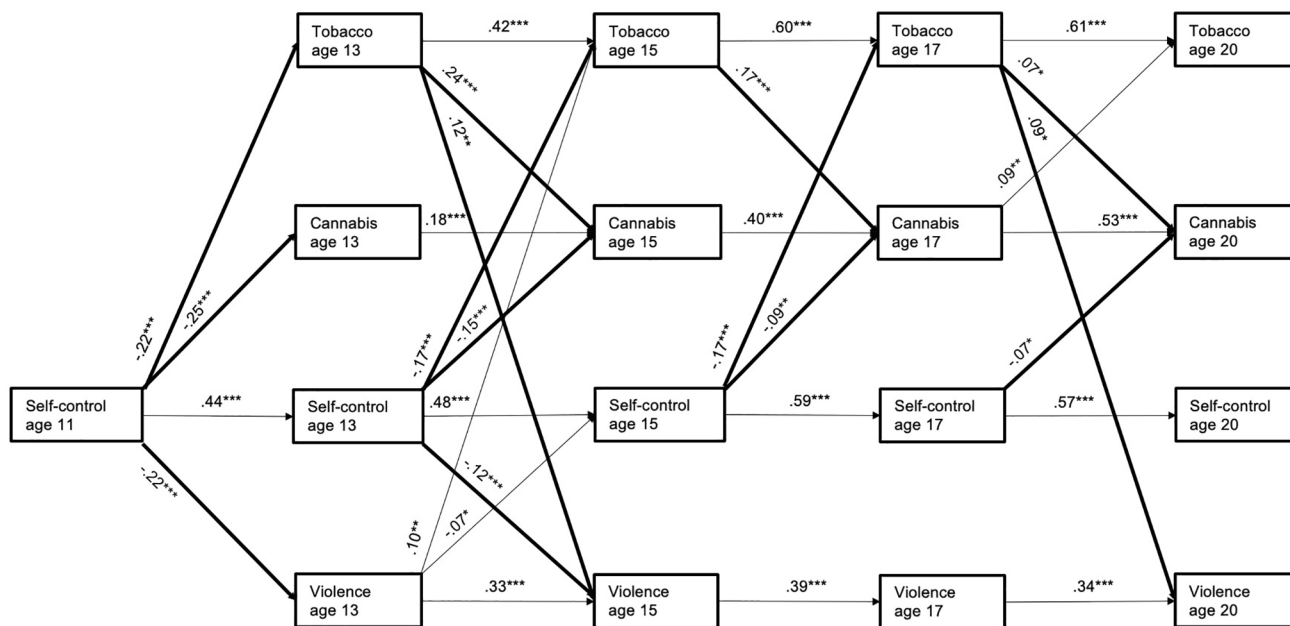 Tobacco
age 13
.42***
Tobacco
age 15
.60***
Tobacco
age 17
.61***
Tobacco
age 20
.24***
.12**
.17***
.07*
.09*
.09**
Cannabis
age 13
.18***
Cannabis
age 15
.40***
Cannabis
age 17
.53***
Cannabis
age 20
-.22***
-.25***
-.17***
-.15***
-.17***
-.09**
-.07*
Self-control
age 11
.44***
Self-control
age 13
.48***
Self-control
age 15
.59***
Self-control
age 17
.57***
Self-control
age 20
-.22***
-.12***
.10**
-.07*
Violence
age 13
.33***
Violence
age 15
.39***
Violence
age 17
.34***
Violence
age 20